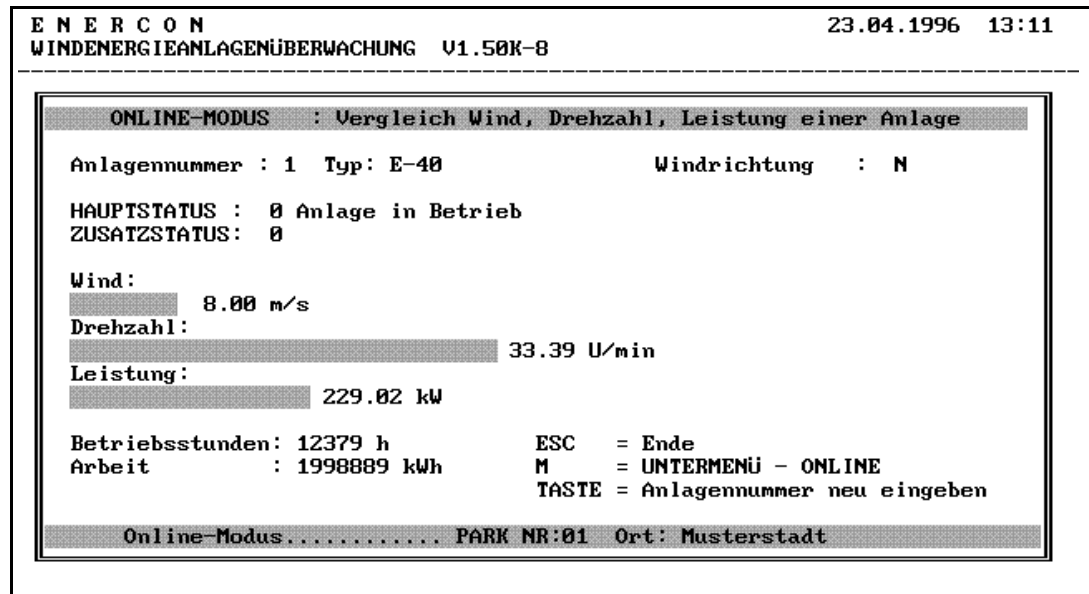 E N E R C O N 23.04.1996 13:11
WINDENERGIEANLAGENÜBERWACHUNG V1.50K-8
ONLINE-MODUS : Vergleich Wind, Drehzahl, Leistung einer Anlage
Anlagennummer : 1 Typ: E-40 Windrichtung : N
HAUPTSTATUS : 0 Anlage in Betrieb
ZUSATZSTATUS: 0
Wind:
8.00 m/s
Drehzahl:
33.39 U/min
Leistung:
229.02 kW
Betriebsstunden: 12379 h ESC = Ende
Arbeit : 1998889 kWh M = UNTERMENÜ - ONLINE
TASTE = Anlagennummer neu eingeben
Online-Modus............ PARK NR:01 Ort: Musterstadt